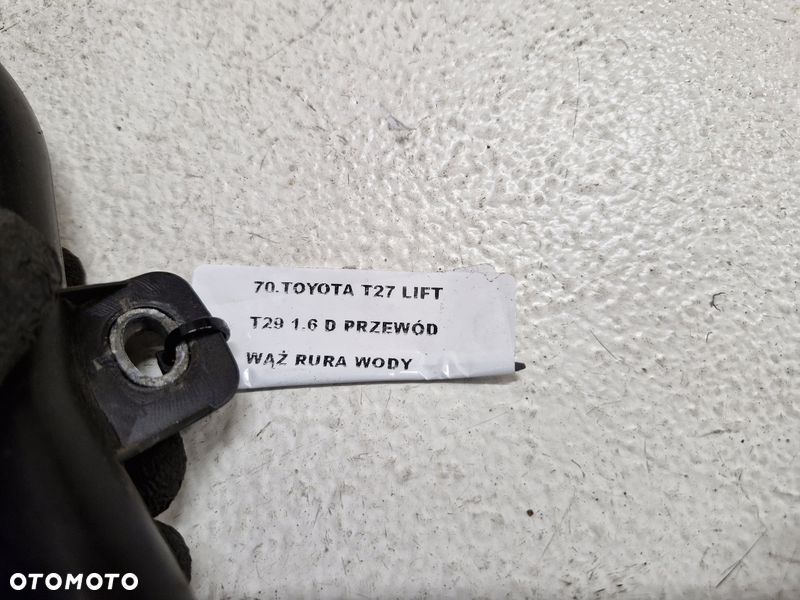 70.TOYOTA T27 LIFT
T29 1.6 D PRZEWÓD
WĄŻ RURA WODY
OTOMOTO